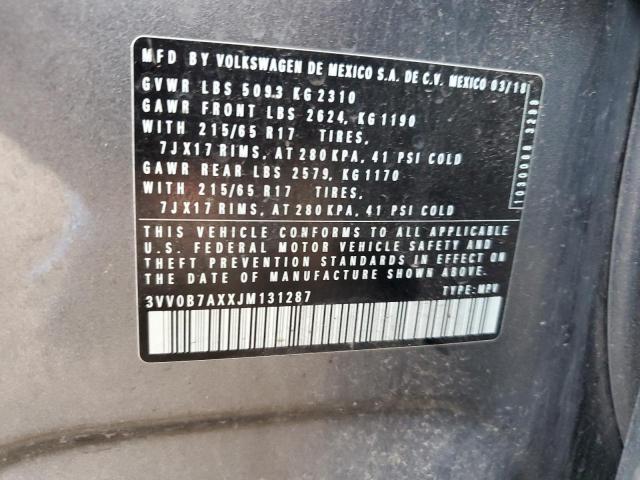 MFD BY VOLKSWAGEN DE MEXICO S.A. DE C.V. MEXICO 03/18
GVWR LBS 5093 KG 2310
GAWR FRONT LBS 2624, KG 1190
WITH 215/65 R17 TIRES,
7JX17 RIMS, AT 280 KPA, 41 PSI COLD
GAWR REAR LBS 2579, KG 1170
WITH 215/65 R17 TIRES,
7JX17 RIMS, AT 280 KPA, 41 PSI COLD
THIS VEHICLE CONFORMS TO ALL APPLICABLE
U.S. FEDERAL MOTOR VEHICLE SAFETY AND
THEFT PREVENTION STANDARDS IN EFFECT ON
THE DATE OF MANUFACTURE SHOWN ABOVE.
3VV0B7AXXJM131287 TYPE: MPV